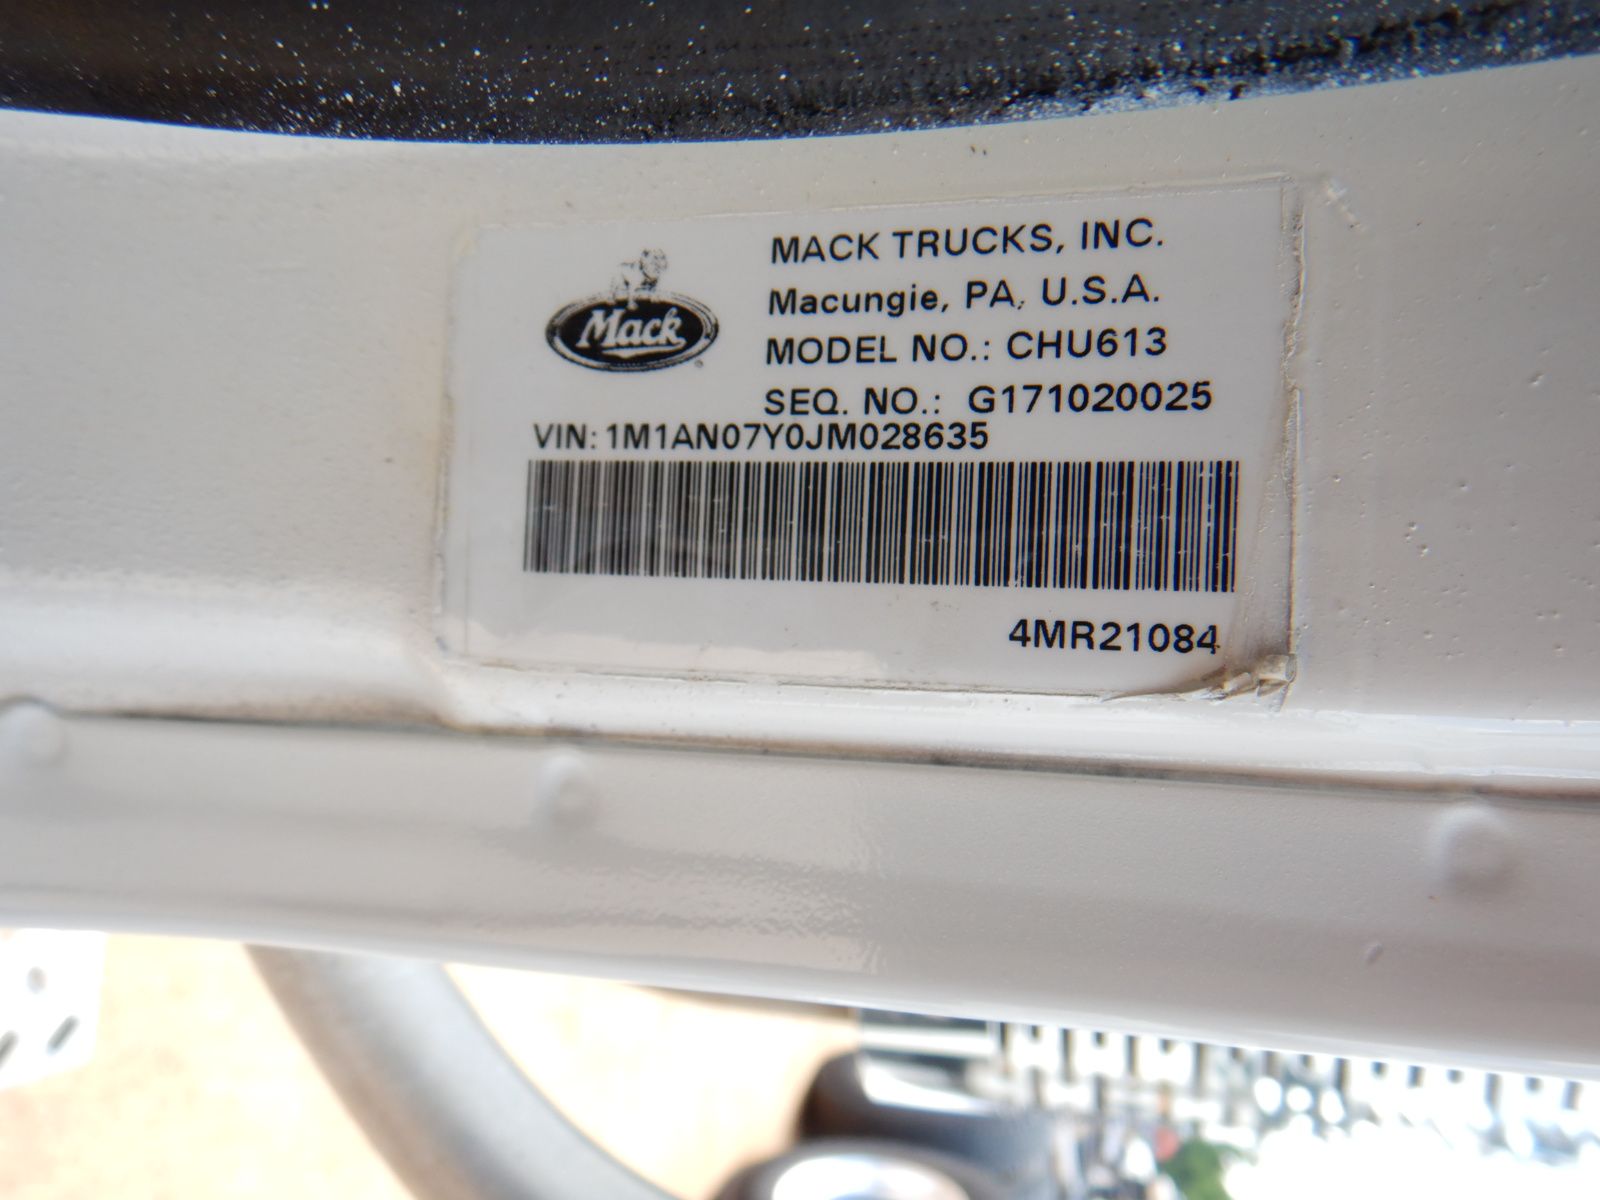 MACK TRUCKS, INC.
Macungie, PA, U.S.A.
Mack
MODEL NO.: CHU613
SEQ. NO.: G171020025
VIN: 1M1AN07Y0JM028635
4MR21084